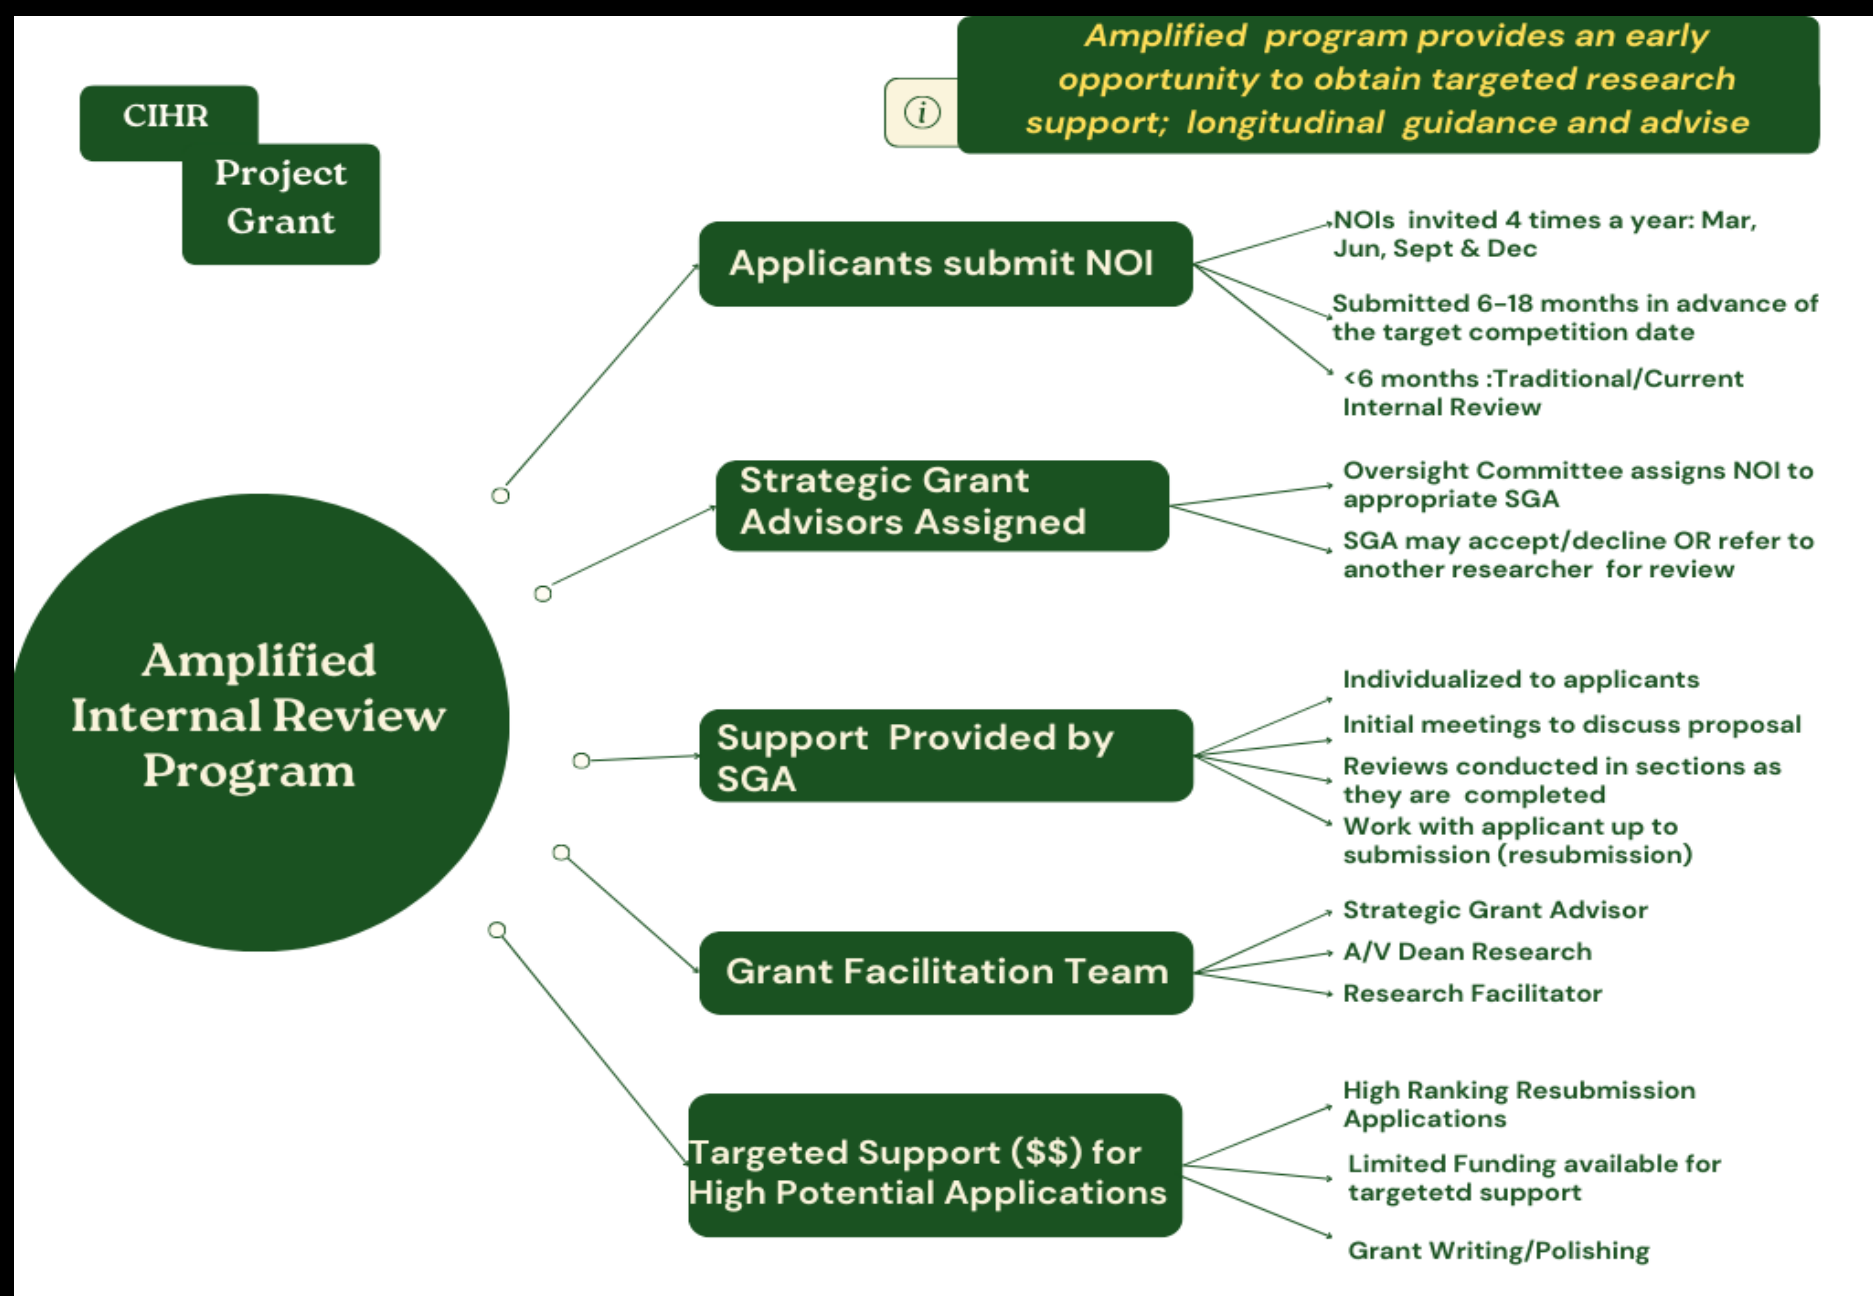 CIHR
Project
Grant
Amplified program provides an early
opportunity to obtain targeted research
support; longitudinal guidance and advise
i
Amplified
Internal Review
Program
Applicants submit NOI
NOIs invited 4 times a year: Mar,
Jun, Sept & Dec
Submitted 6-18 months in advance of
the target competition date
<6 months :Traditional/Current
Internal Review
Strategic Grant
Advisors Assigned
Oversight Committee assigns NOI to
appropriate SGA
SGA may accept/decline OR refer to
another researcher for review
Support Provided by
SGA
Individualized to applicants
Initial meetings to discuss proposal
Reviews conducted in sections as
they are completed
Work with applicant up to
submission (resubmission)
Grant Facilitation Team
Strategic Grant Advisor
A/V Dean Research
Research Facilitator
Targeted Support ($$) for
High Potential Applications
High Ranking Resubmission
Applications
Limited Funding available for
targetetd support
Grant Writing/Polishing